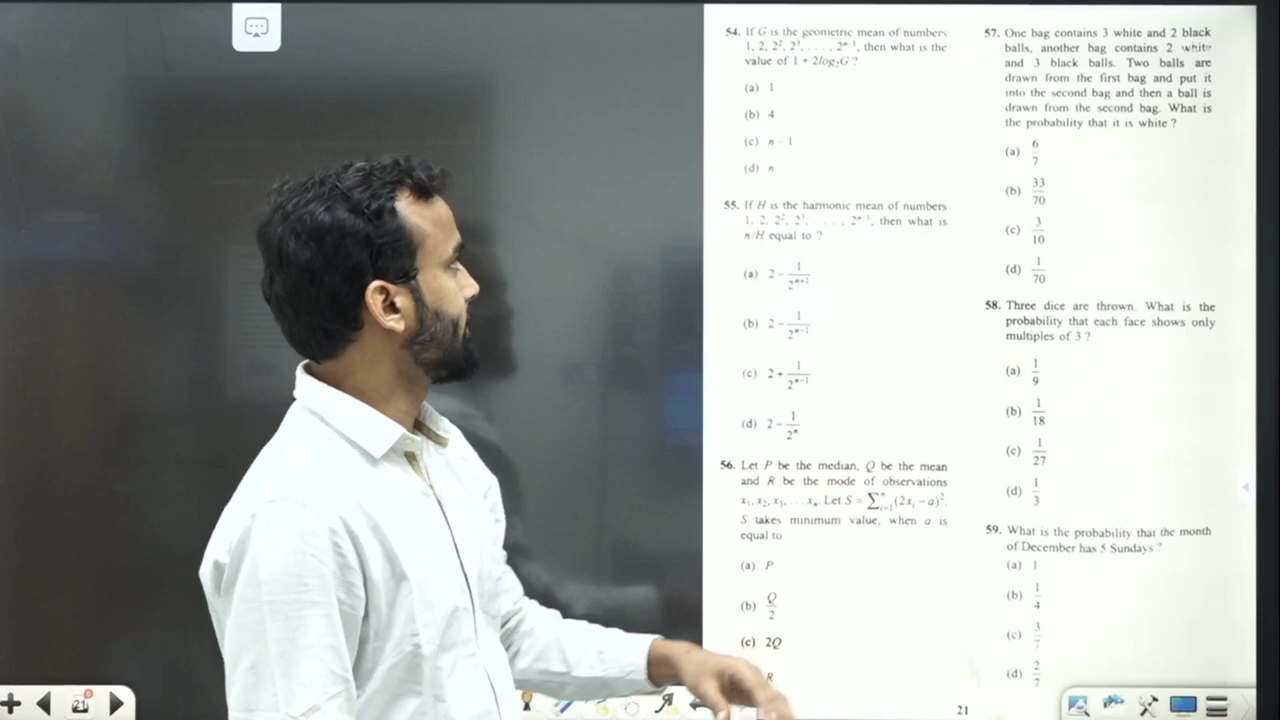 54. If G is the geometric mean of numbers
1, 2, 2², 2³, . . . , 2ⁿ⁻¹, then what is the
value of 1 + 2log₂G ?
(a) 1
(b) 4
(c) n - 1
(d) n
55. If H is the harmonic mean of numbers
1, 2, 2², 2³, . . . , 2ⁿ⁻¹, then what is
n/H equal to ?
(a) 2 - 1/2ⁿ⁺¹
(b) 2 - 1/2ⁿ⁻¹
(c) 2 + 1/2ⁿ⁻¹
(d) 2 - 1/2ⁿ
56. Let P be the median, Q be the mean
and R be the mode of observations
x₁, x₂, x₃, . . . xₙ. Let S = ∑ⁿᵢ₌₁ (2xᵢ - a)².
S takes minimum value, when a is
equal to
(a) P
(b) Q/2
(c) 2Q
R
57. One bag contains 3 white and 2 black
balls, another bag contains 2 white
and 3 black balls. Two balls are
drawn from the first bag and put it
into the second bag and then a ball is
drawn from the second bag. What is
the probability that it is white ?
(a) 6/7
(b) 33/70
(c) 3/10
(d) 1/70
58. Three dice are thrown. What is the
probability that each face shows only
multiples of 3 ?
(a) 1/9
(b) 1/18
(c) 1/27
(d) 1/3
59. What is the probability that the month
of December has 5 Sundays ?
(a) 1
(b) 1/4
(c) 3/7
(d) 2/7
21
21